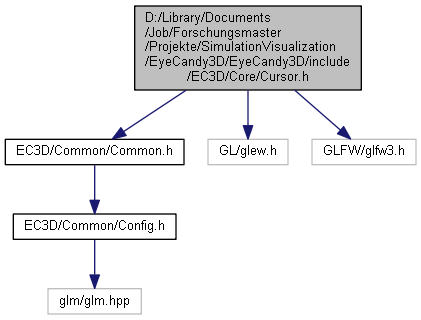 D:/Library/Documents
/Job/Forschungsmaster
/Projekte/SimulationVisualization
/EyeCandy3D/EyeCandy3D/include
/EC3D/Core/Cursor.h
EC3D/Common/Common.h
GL/glew.h
GLFW/glfw3.h
EC3D/Common/Config.h
glm/glm.hpp